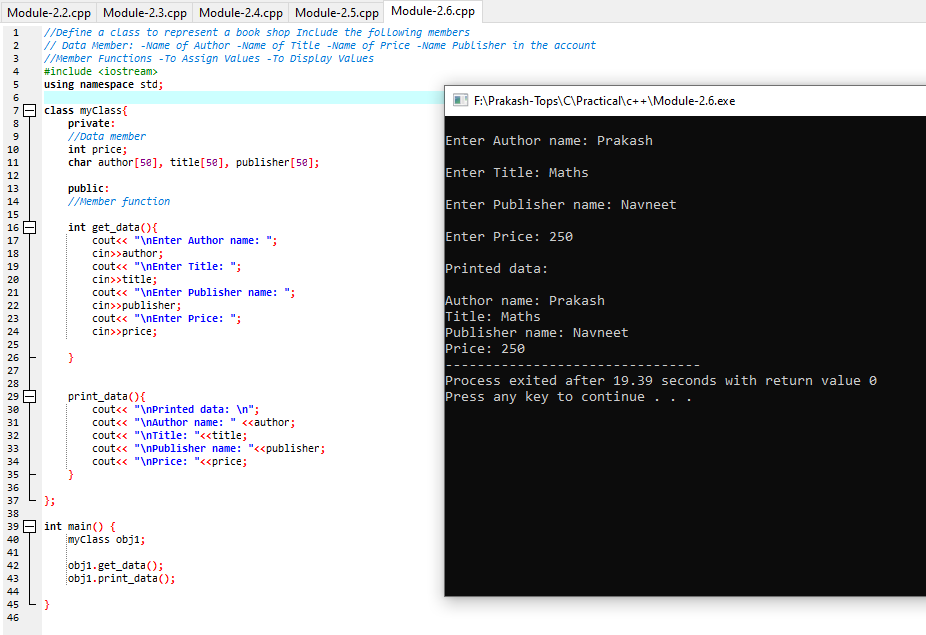 Model-2.2.cpp Model-2.3.cpp Model-2.4.cpp Model-2.5.cpp Model-2.6.cpp
1 //Define a class to represent a book shop Include the following members
2 // Data Member: -Name of Author -Name of Title -Name of Price -Name Publisher in the account
3 //Member Functions -To Assign Values -To Display Values
4 #include <iostream>
5 using namespace std;
6
7 class myClass{
8 private:
9 //Data member
10 int price;
11 char author[50], title[50], publisher[50];
12
13 public:
14 //Member function
15
16 int get_data(){
17 cout<< "\nEnter Author name: ";
18 cin>>author;
19 cout<< "\nEnter Title: ";
20 cin>>title;
21 cout<< "\nEnter Publisher name: ";
22 cin>>publisher;
23 cout<< "\nEnter Price: ";
24 cin>>price;
25
26 }
27
28
29 print_data(){
30 cout<< "\nPrinted data: \n";
31 cout<< "\nAuthor name: " <<author;
32 cout<< "\nTitle: "<<title;
33 cout<< "\nPublisher name: "<<publisher;
34 cout<< "\nPrice: "<<price;
35 }
36
37 };
38
39 int main() {
40 myClass obj1;
41
42 obj1.get_data();
43 obj1.print_data();
44
45 }
46
F:\Prakash-Tops\C\Practical\c++\Module-2.6.exe
Enter Author name: Prakash
Enter Title: Maths
Enter Publisher name: Navneet
Enter Price: 250
Printed data:
Author name: Prakash
Title: Maths
Publisher name: Navneet
Price: 250
--------------------------------
Process exited after 19.39 seconds with return value 0
Press any key to continue . . .